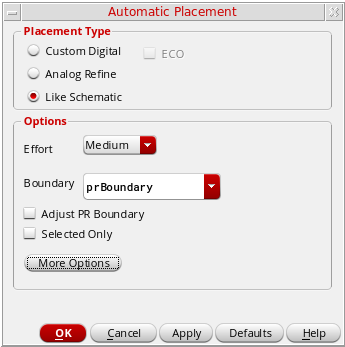 Automatic Placement
Placement Type
Custom Digital ECO
Analog Refine
Like Schematic
Options
Effort Medium
Boundary prBoundary
Adjust PR Boundary
Selected Only
More Options
OK Cancel Apply Defaults Help